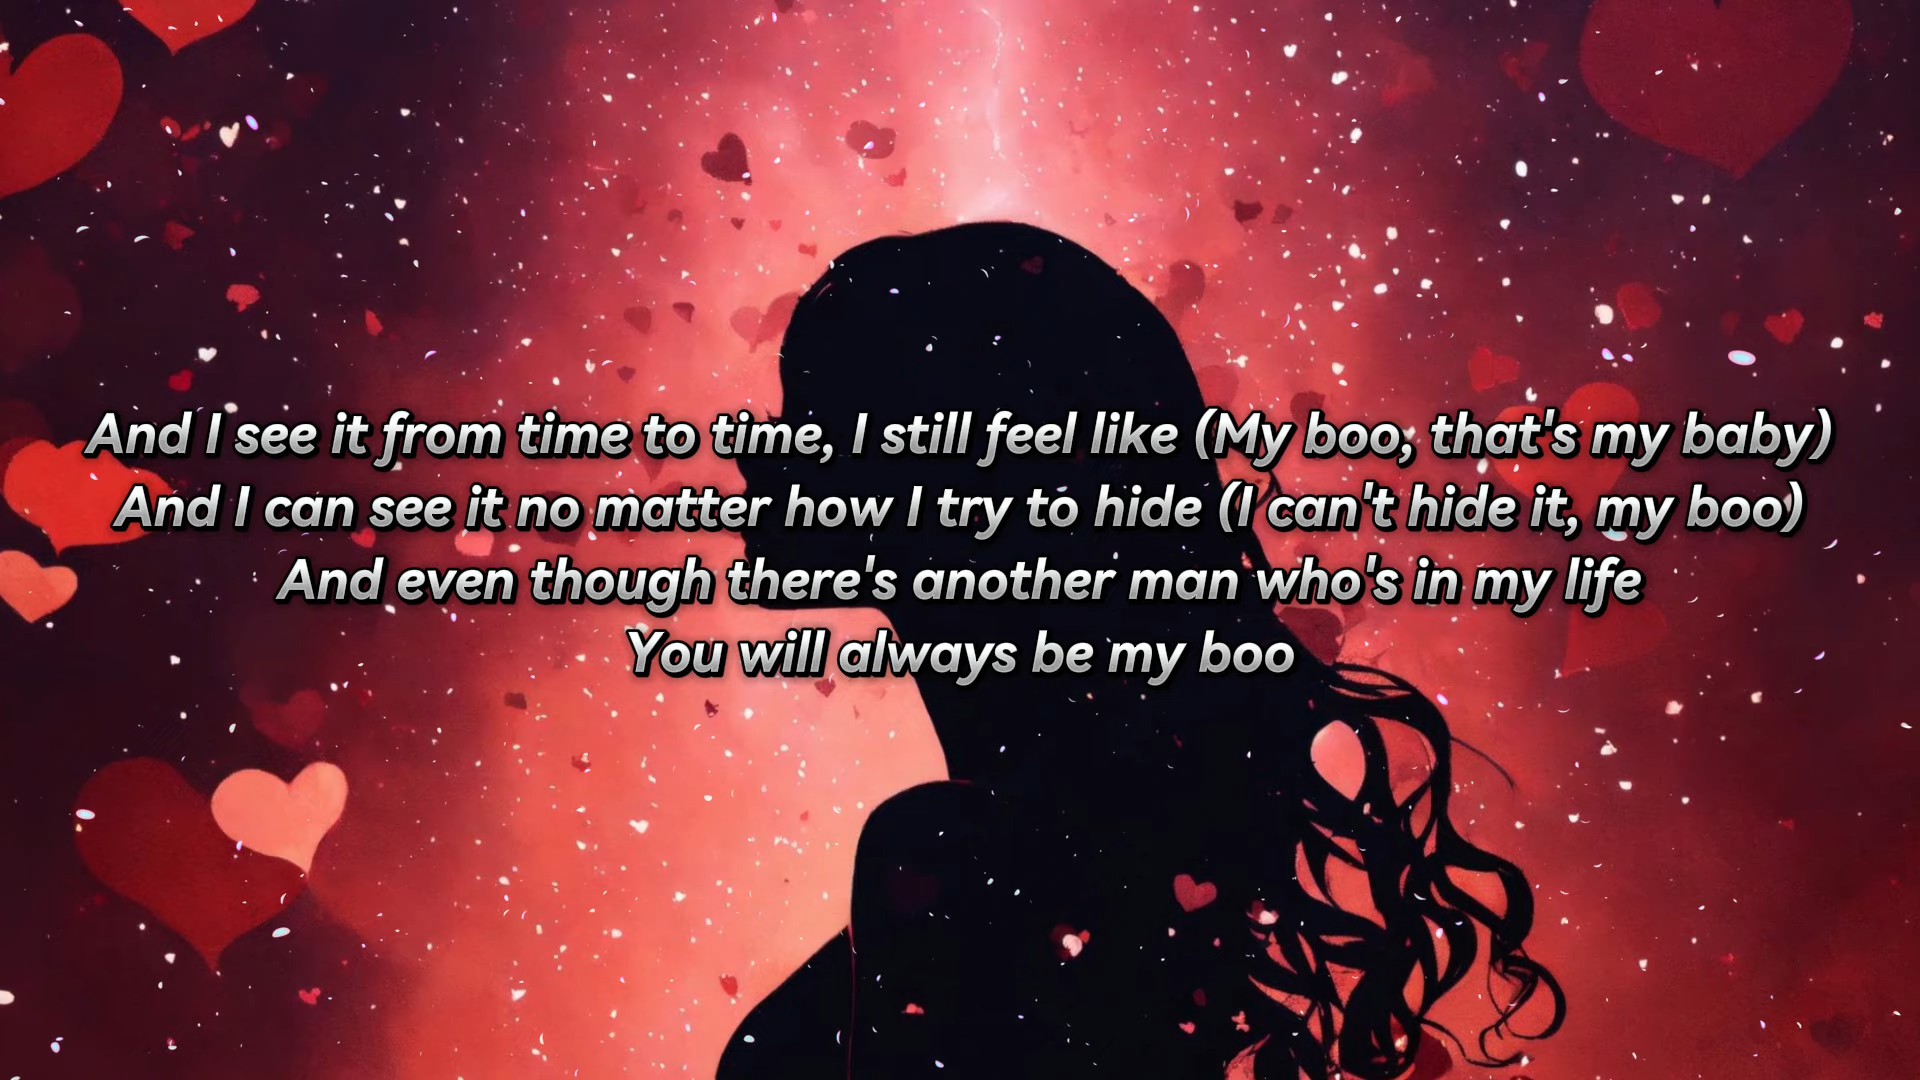 And I see it from time to time, I still feel like (My boo, that's my baby)
And I can see it no matter how I try to hide (I can't hide it, my boo)
And even though there's another man who's in my life
You will always be my boo